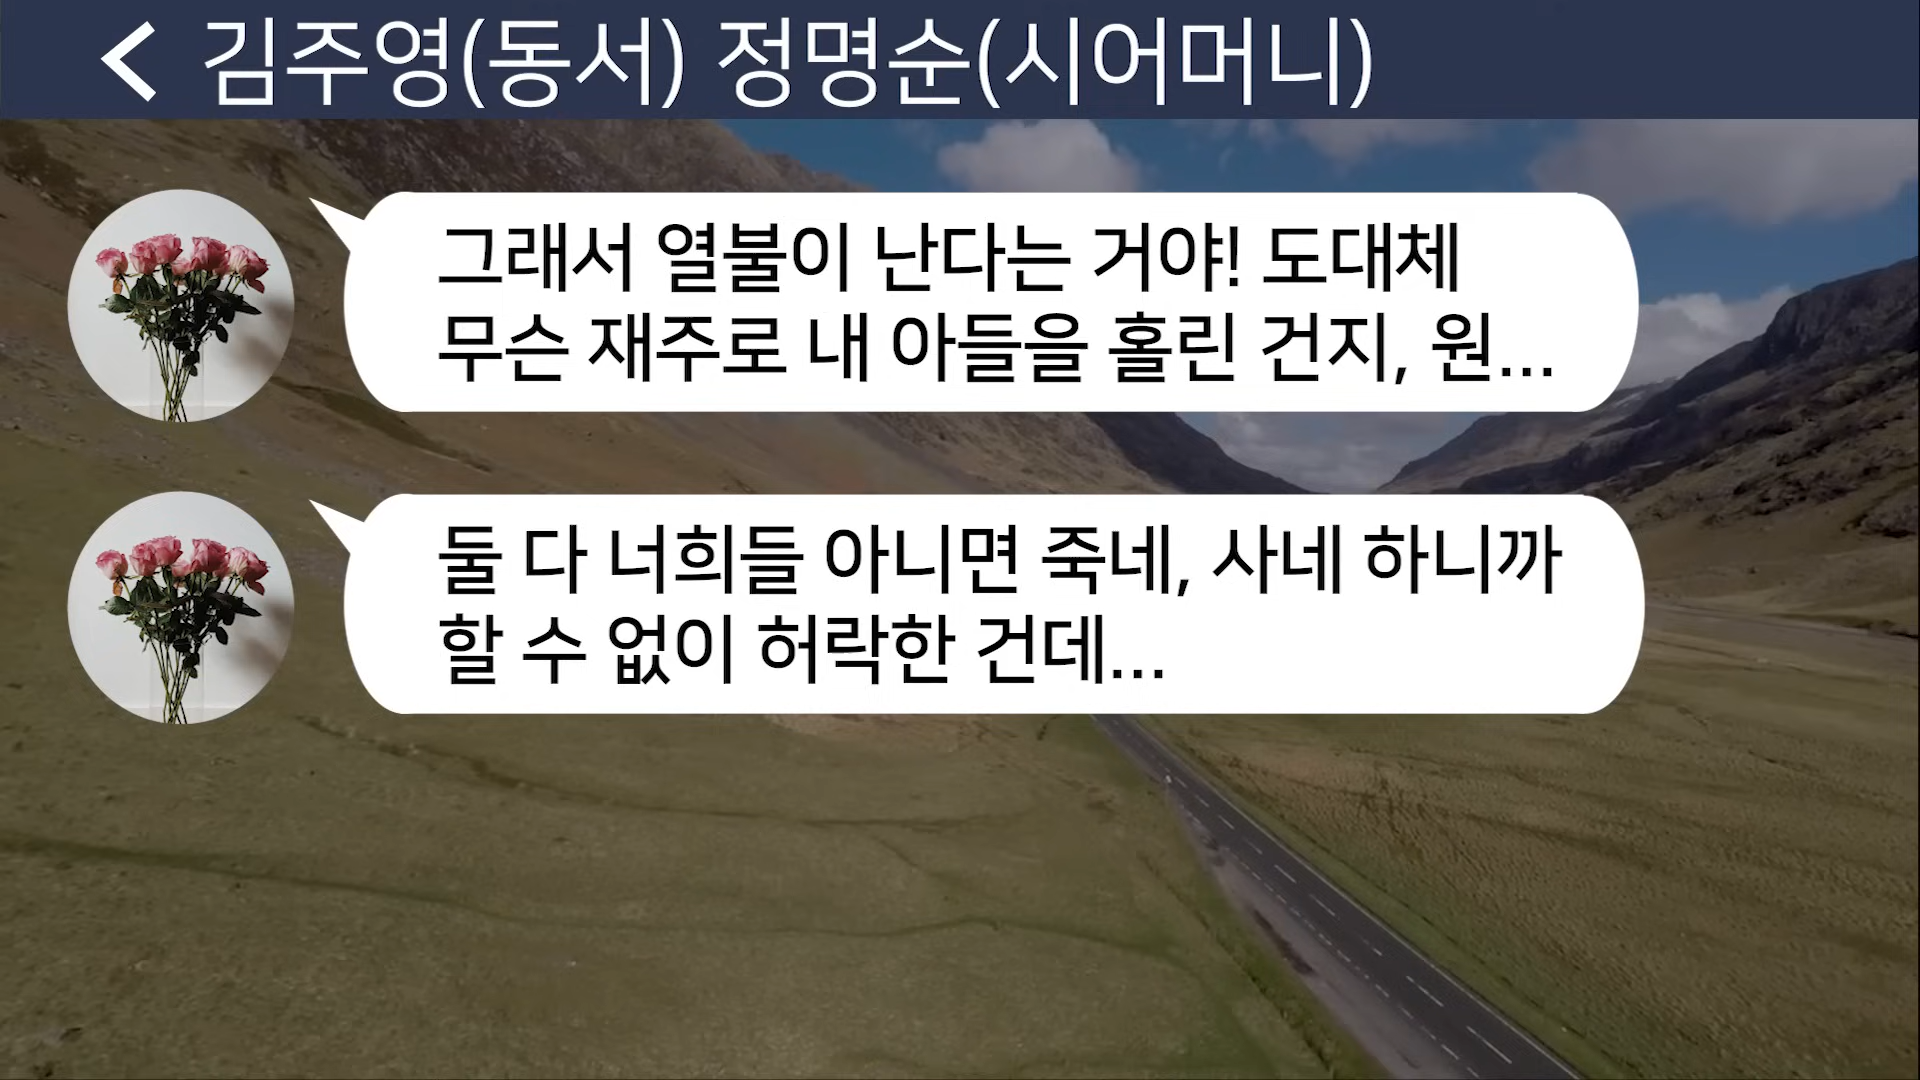 김주영(동서) 정명순(시어머니)
그래서 열불이 난다는 거야! 도대체
무슨 재주로 내 아들을 홀린 건지, 원...
둘 다 너희들 아니면 죽네, 사네 하니까
할 수 없이 허락한 건데...